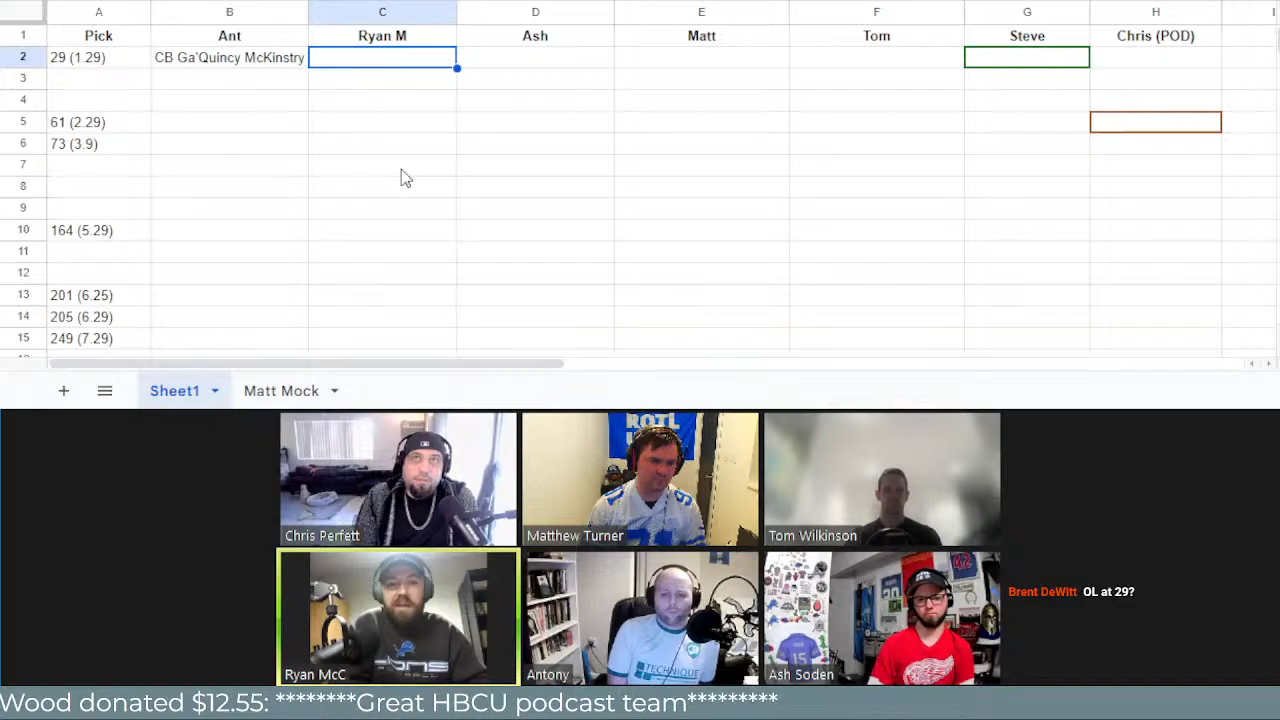 A B C D E F G H
1 Pick Ant Ryan M Ash Matt Tom Steve Chris (POD)
2 29 (1.29) CB Ga'Quincy McKinstry
3
4
5 61 (2.29)
6 73 (3.9)
7
8
9
10 164 (5.29)
11
12
13 201 (6.25)
14 205 (6.29)
15 249 (7.29)
+ Sheet1 Matt Mock
ROTL
Chris Perfett
Matthew Turner
Tom Wilkinson
Ryan McC
TECHNIQUE
Antony
15
42
Ash Soden
Brent DeWitt OL at 29?
Wood donated $12.55: ********Great HBCU podcast team*********